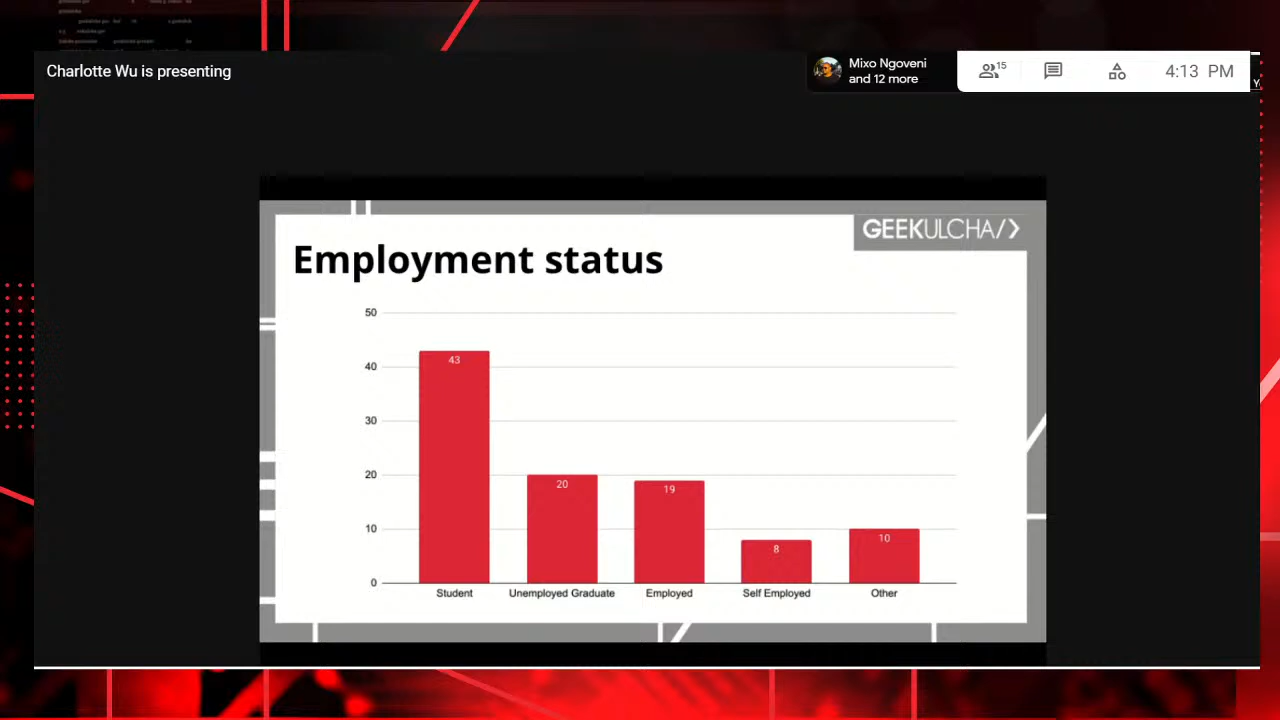 Charlotte Wu is presenting
Mixo Ngoveni
and 12 more
15
4:13 PM
GEEKULCHA/>
Employment status
50
40
30
20
10
0
43
20
19
8
10
Student
Unemployed Graduate
Employed
Self Employed
Other